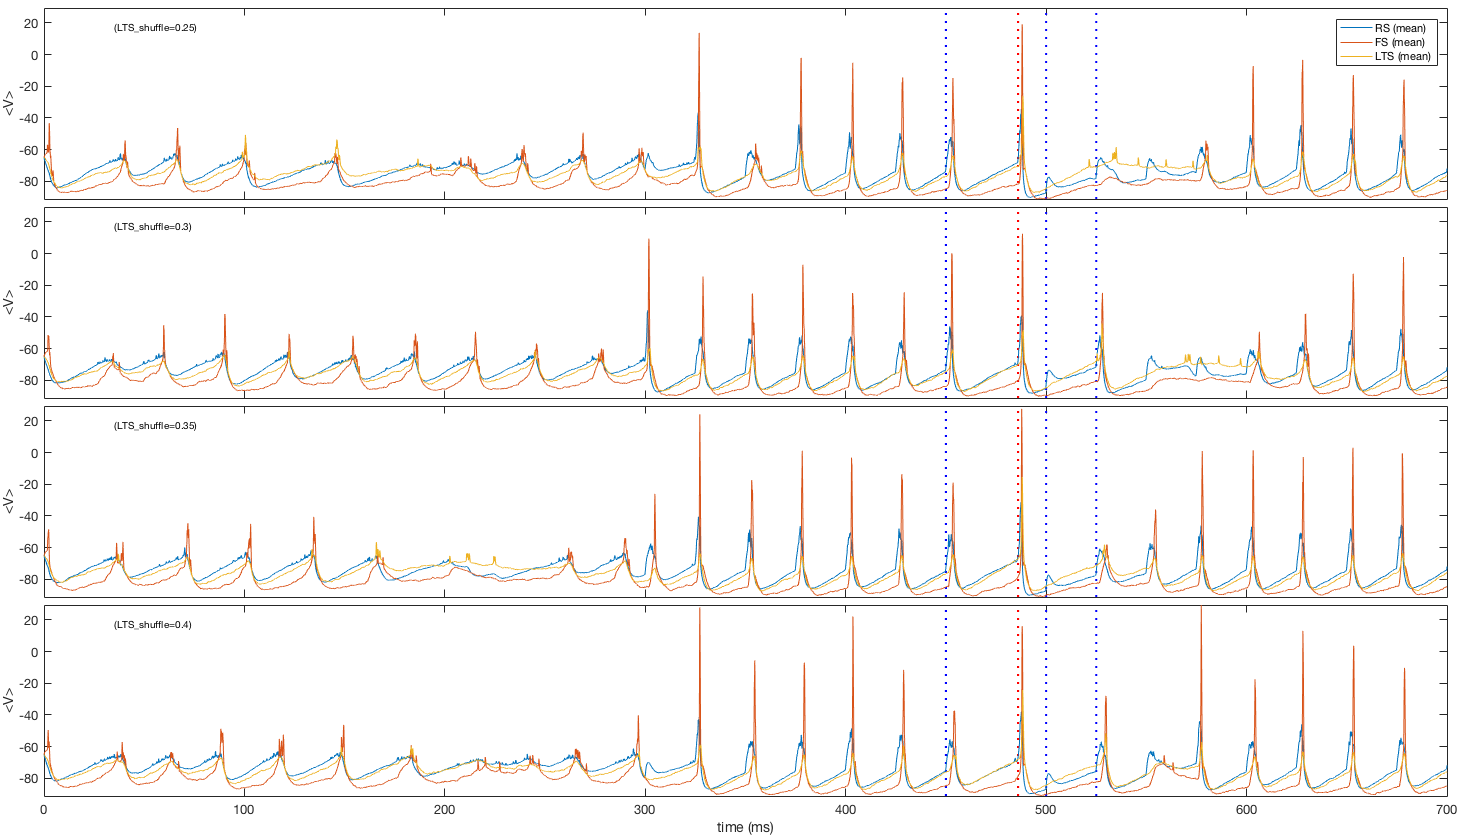 (LTS_shuffle=0.25)
RS (mean)
FS (mean)
LTS (mean)
20
0
-20
-40
-60
-80
<V>
(LTS_shuffle=0.3)
20
0
-20
-40
-60
-80
<V>
(LTS_shuffle=0.35)
20
0
-20
-40
-60
-80
<V>
(LTS_shuffle=0.4)
20
0
-20
-40
-60
-80
<V>
0 100 200 300 400 500 600 700
time (ms)